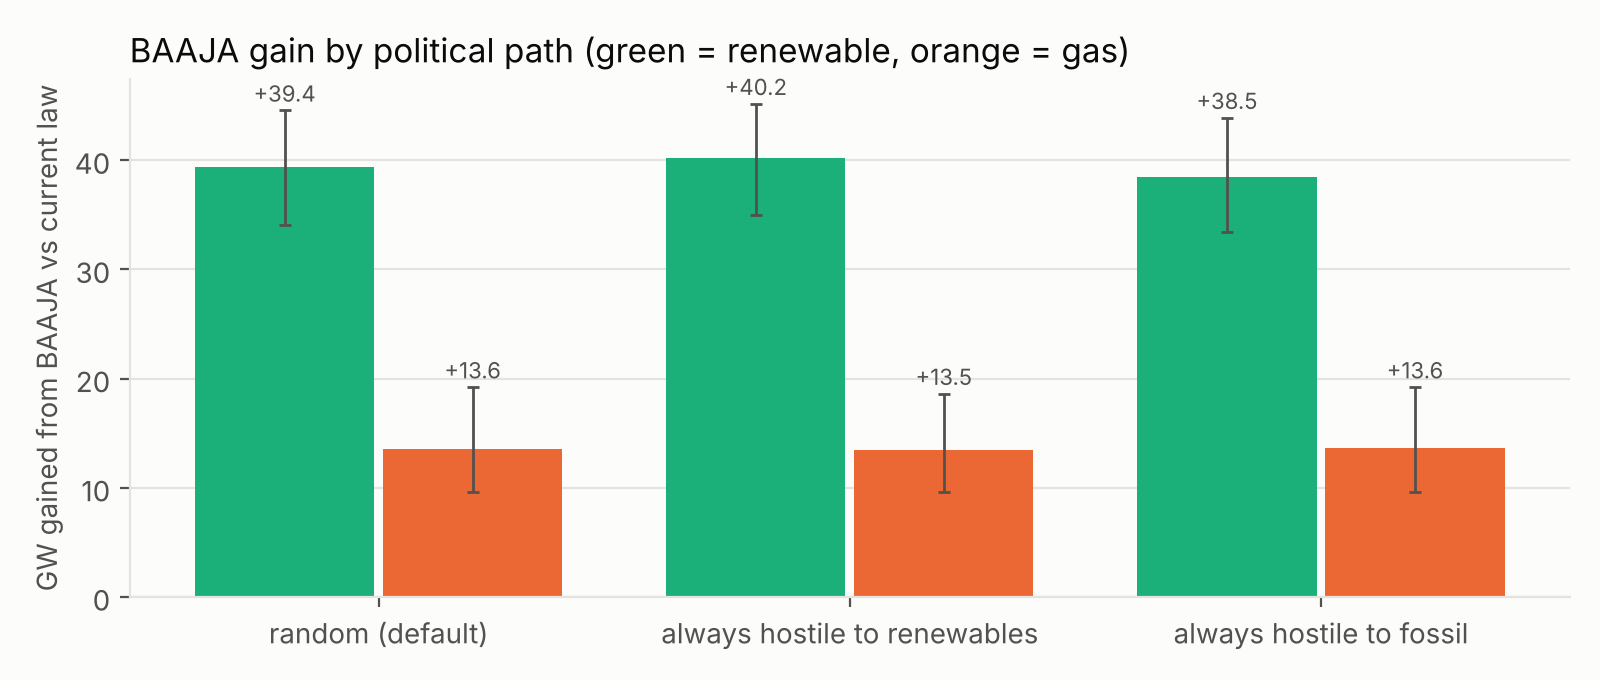 BAAJA gain by political path (green = renewable, orange = gas)
GW gained from BAAJA vs current law
40
30
20
10
0
+39.4
+13.6
+40.2
+13.5
+38.5
+13.6
random (default)
always hostile to renewables
always hostile to fossil